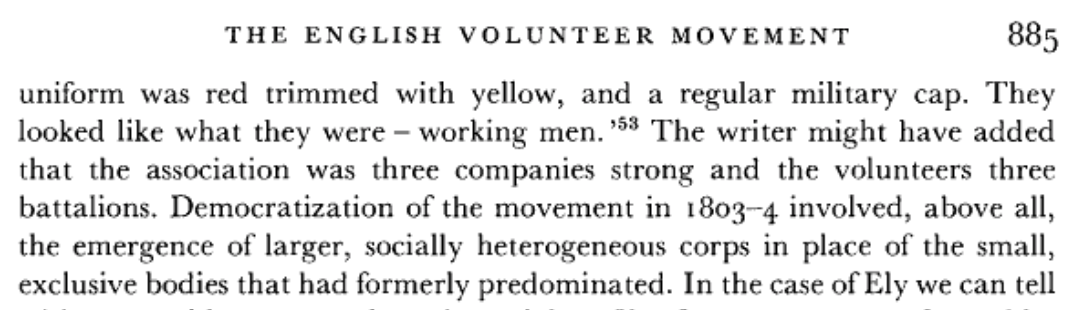 THE ENGLISH VOLUNTEER MOVEMENT 885
uniform was red trimmed with yellow, and a regular military cap. They
looked like what they were – working men.’53 The writer might have added
that the association was three companies strong and the volunteers three
battalions. Democratization of the movement in 1803–4 involved, above all,
the emergence of larger, socially heterogeneous corps in place of the small,
exclusive bodies that had formerly predominated. In the case of Ely we can tell